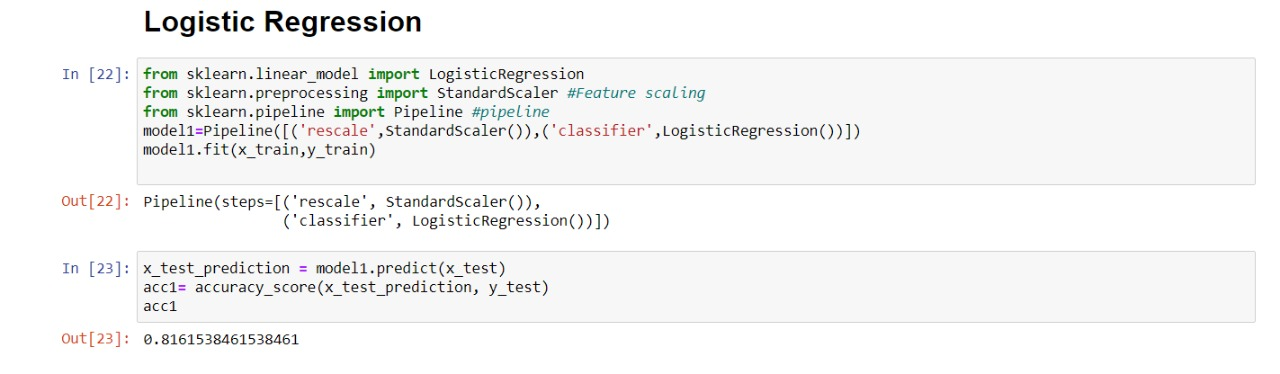 Logistic Regression
In [22]: from sklearn.linear_model import LogisticRegression
from sklearn.preprocessing import StandardScaler #Feature scaling
from sklearn.pipeline import Pipeline #pipeline
model1=Pipeline([('rescale',StandardScaler()),('classifier',LogisticRegression())])
model1.fit(x_train,y_train)
Out[22]: Pipeline(steps=[('rescale', StandardScaler()),
('classifier', LogisticRegression())])
In [23]: x_test_prediction = model1.predict(x_test)
acc1= accuracy_score(x_test_prediction, y_test)
acc1
Out[23]: 0.8161538461538461